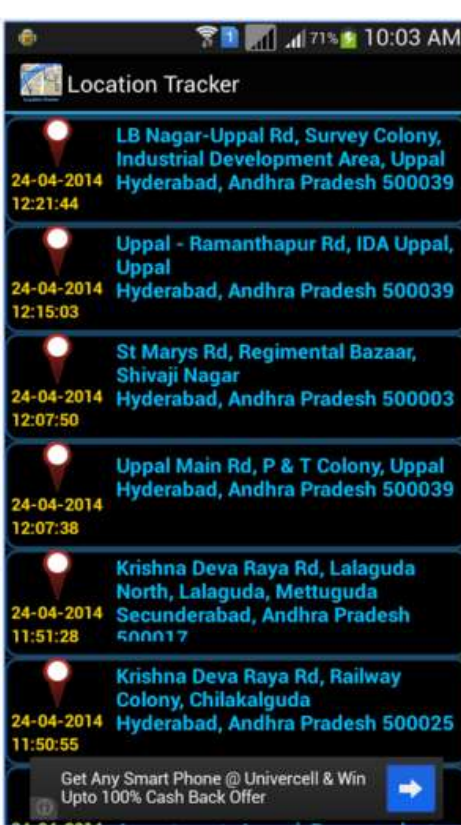 1
71%
10:03 AM
Location Tracker
LB Nagar-Uppal Rd, Survey Colony,
Industrial Development Area, Uppal
Hyderabad, Andhra Pradesh 500039
24-04-2014
12:21:44
Uppal - Ramanthapur Rd, IDA Uppal,
Uppal
Hyderabad, Andhra Pradesh 500039
24-04-2014
12:15:03
St Marys Rd, Regimental Bazaar,
Shivaji Nagar
Hyderabad, Andhra Pradesh 500003
24-04-2014
12:07:50
Uppal Main Rd, P & T Colony, Uppal
Hyderabad, Andhra Pradesh 500039
24-04-2014
12:07:38
Krishna Deva Raya Rd, Lalaguda
North, Lalaguda, Mettuguda
Secunderabad, Andhra Pradesh
500017
24-04-2014
11:51:28
Krishna Deva Raya Rd, Railway
Colony, Chilakalguda
Hyderabad, Andhra Pradesh 500025
24-04-2014
11:50:55
Get Any Smart Phone @ Univercell & Win
Upto 100% Cash Back Offer